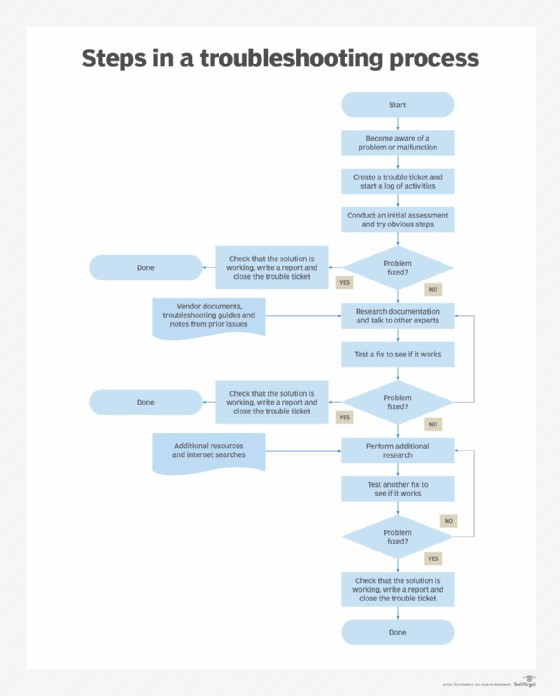 Steps in a troubleshooting process
Start
Become aware of a
problem or malfunction
Create a trouble ticket and
start a log of activities
Conduct an initial assessment
and try obvious steps
Problem
fixed?
YES
NO
Check that the solution is
working, write a report and
close the trouble ticket
Done
Vendor documents,
troubleshooting guides and
notes from prior issues
Research documentation
and talk to other experts
Test a fix to see if it works
Problem
fixed?
YES
NO
Check that the solution is
working, write a report and
close the trouble ticket
Done
Additional resources
and internet searches
Perform additional
research
Test another fix to
see if it works
Problem
fixed?
NO
YES
Check that the solution is
working, write a report and
close the trouble ticket
Done
TechTarget